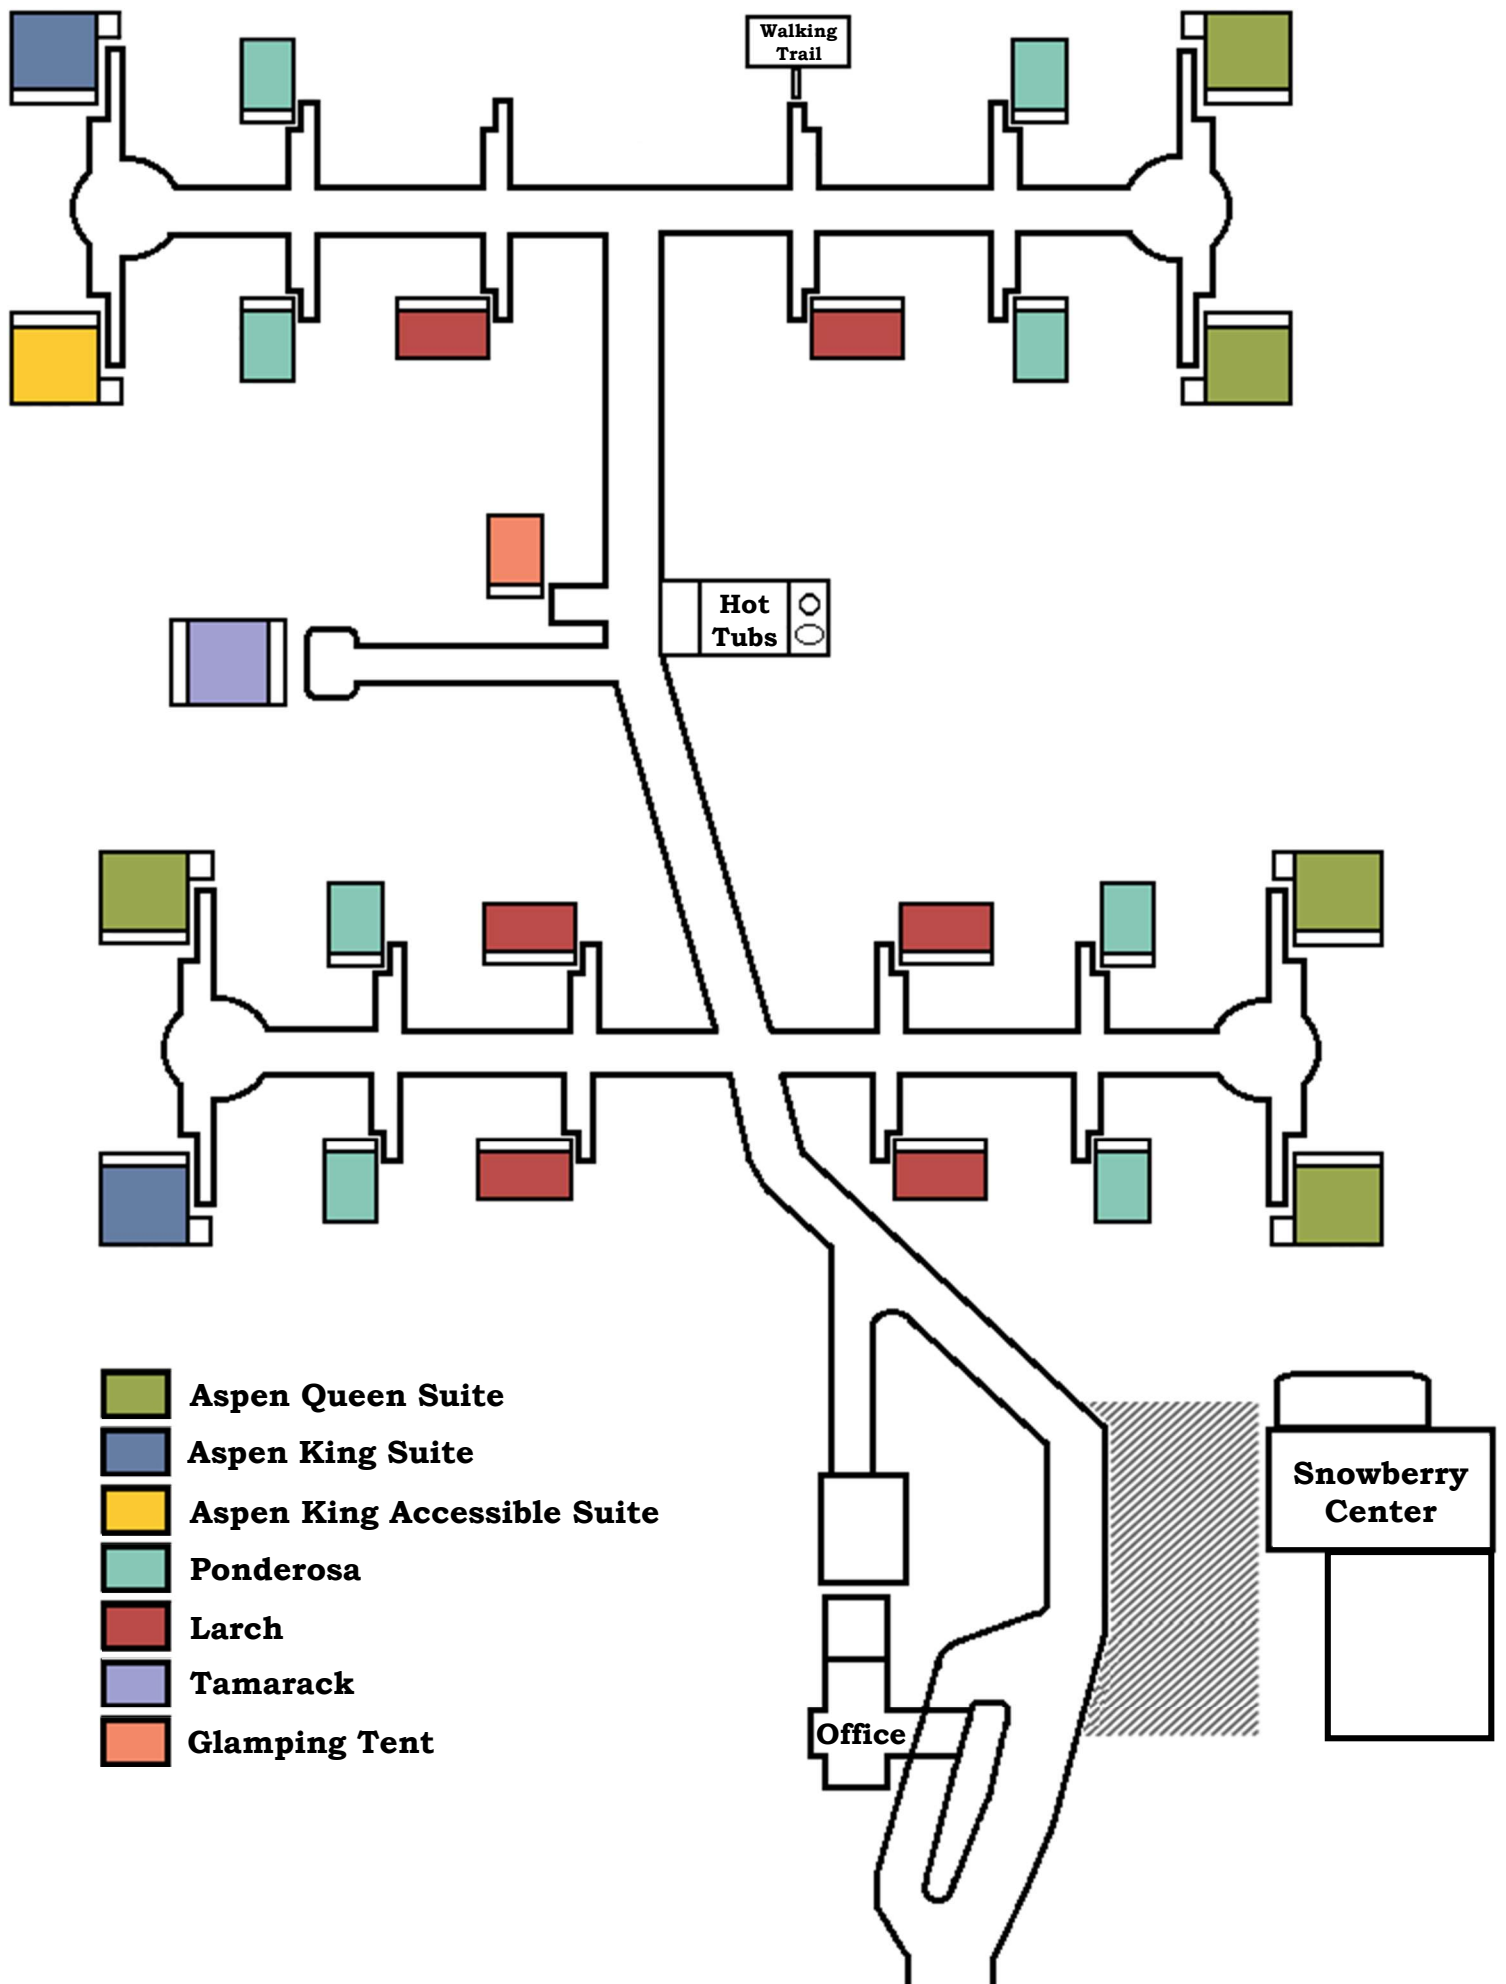 Walking
Trail
Hot
Tubs
Aspen Queen Suite
Aspen King Suite
Aspen King Accessible Suite
Ponderosa
Larch
Tamarack
Glamping Tent
Snowberry
Center
Office